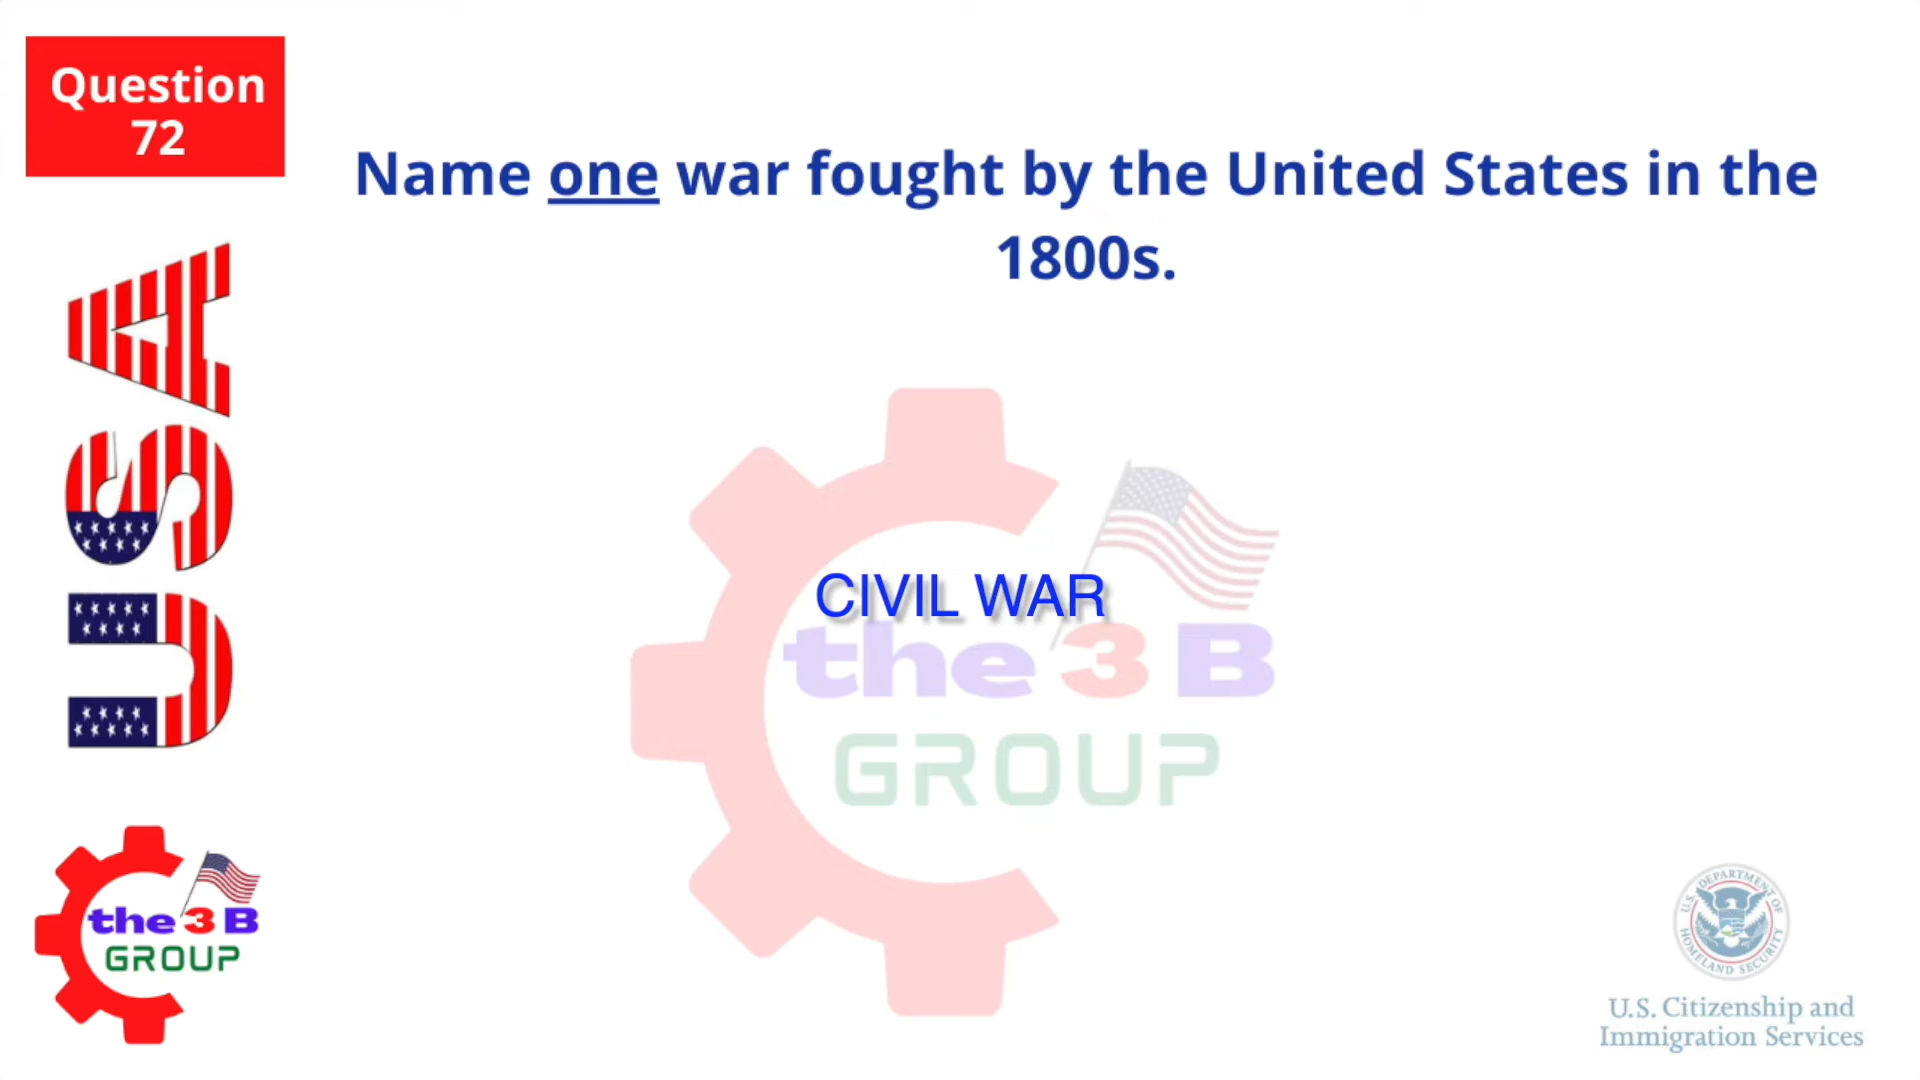 Question
72
Name one war fought by the United States in the
1800s.
USA
CIVIL WAR
the 3 B
GROUP
the 3 B
GROUP
U.S. DEPARTMENT OF
HOMELAND SECURITY
U.S. Citizenship and
Immigration Services